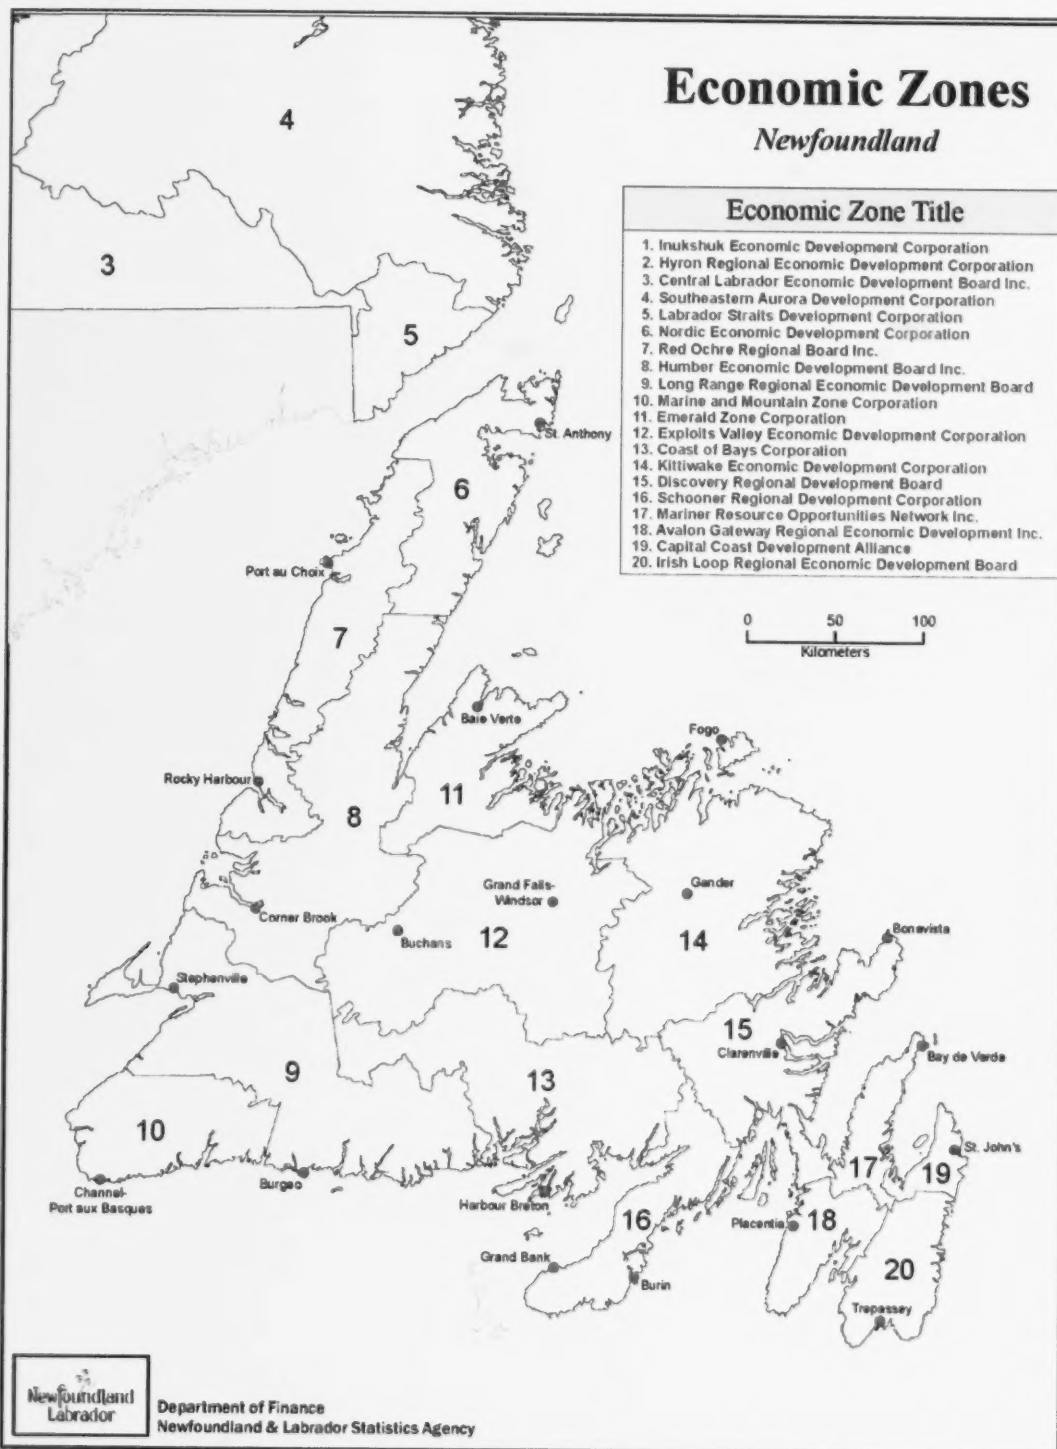 Economic Zones
Newfoundland
Economic Zone Title
1. Inukshuk Economic Development Corporation
2. Hyron Regional Economic Development Corporation
3. Central Labrador Economic Development Board Inc.
4. Southeastern Aurora Development Corporation
5. Labrador Straits Development Corporation
6. Nordic Economic Development Corporation
7. Red Ochre Regional Board Inc.
8. Humber Economic Development Board Inc.
9. Long Range Regional Economic Development Board
10. Marine and Mountain Zone Corporation
11. Emerald Zone Corporation
12. Exploits Valley Economic Development Corporation
13. Coast of Bays Corporation
14. Kittiwake Economic Development Corporation
15. Discovery Regional Development Board
16. Schooner Regional Development Corporation
17. Mariner Resource Opportunities Network Inc.
18. Avalon Gateway Regional Economic Development Inc.
19. Capital Coast Development Alliance
20. Irish Loop Regional Economic Development Board
0 50 100
Kilometers
4
3
5
St. Anthony
6
Port au Choix
7
Baie Verte
Fogo
Rocky Harbour
11
8
Grand Falls-
Windsor
Gander
Corner Brook
Buchans
12
14
Bonavista
Stephenville
15
Clarenville
Bay de Verde
9
13
10
St. John's
17
19
Channel-
Port aux Basques
Burgeo
Harbour Breton
16
Placentia
18
Grand Bank
Burin
20
Trepassey
Newfoundland
Labrador
Department of Finance
Newfoundland & Labrador Statistics Agency